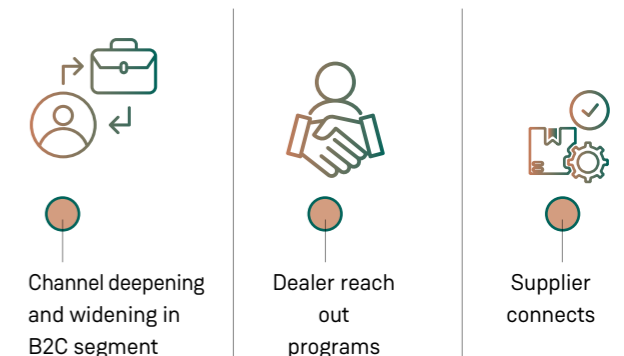 Channel deepening
and widening in
B2C segment
Dealer reach
out
programs
Supplier
connects